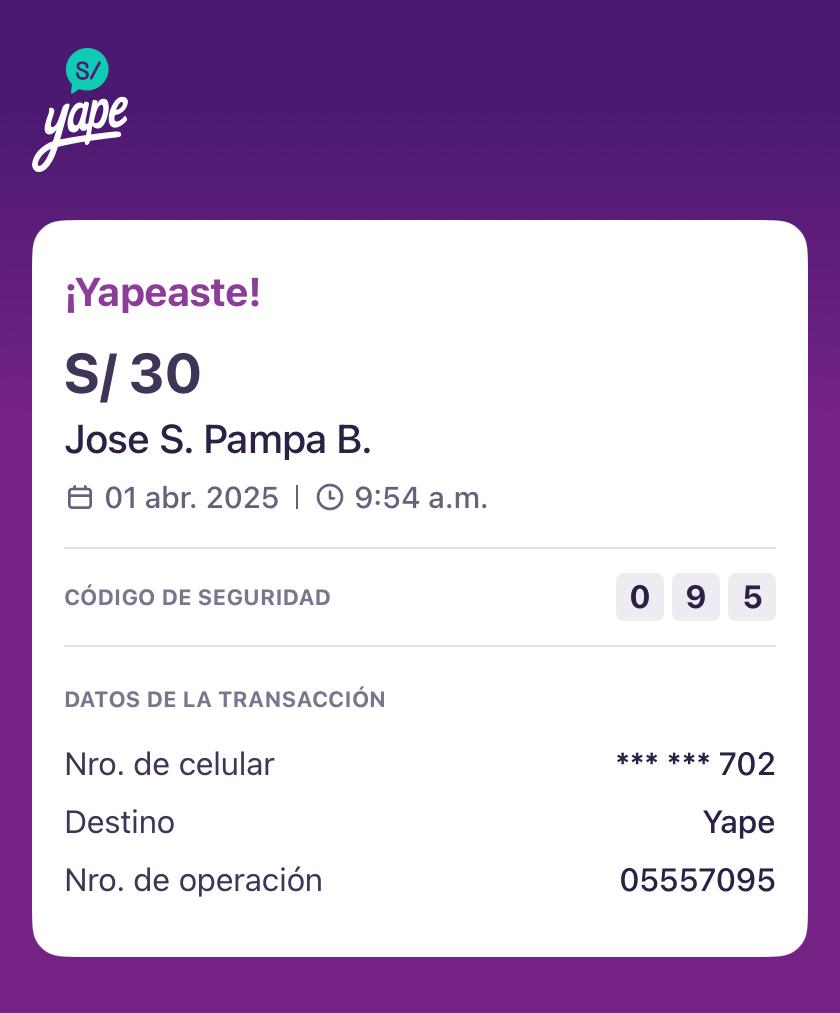 S/
yape
¡Yapeaste!
S/ 30
Jose S. Pampa B.
01 abr. 2025 | 9:54 a.m.
CÓDIGO DE SEGURIDAD 0 9 5
DATOS DE LA TRANSACCIÓN
Nro. de celular *** *** 702
Destino Yape
Nro. de operación 05557095